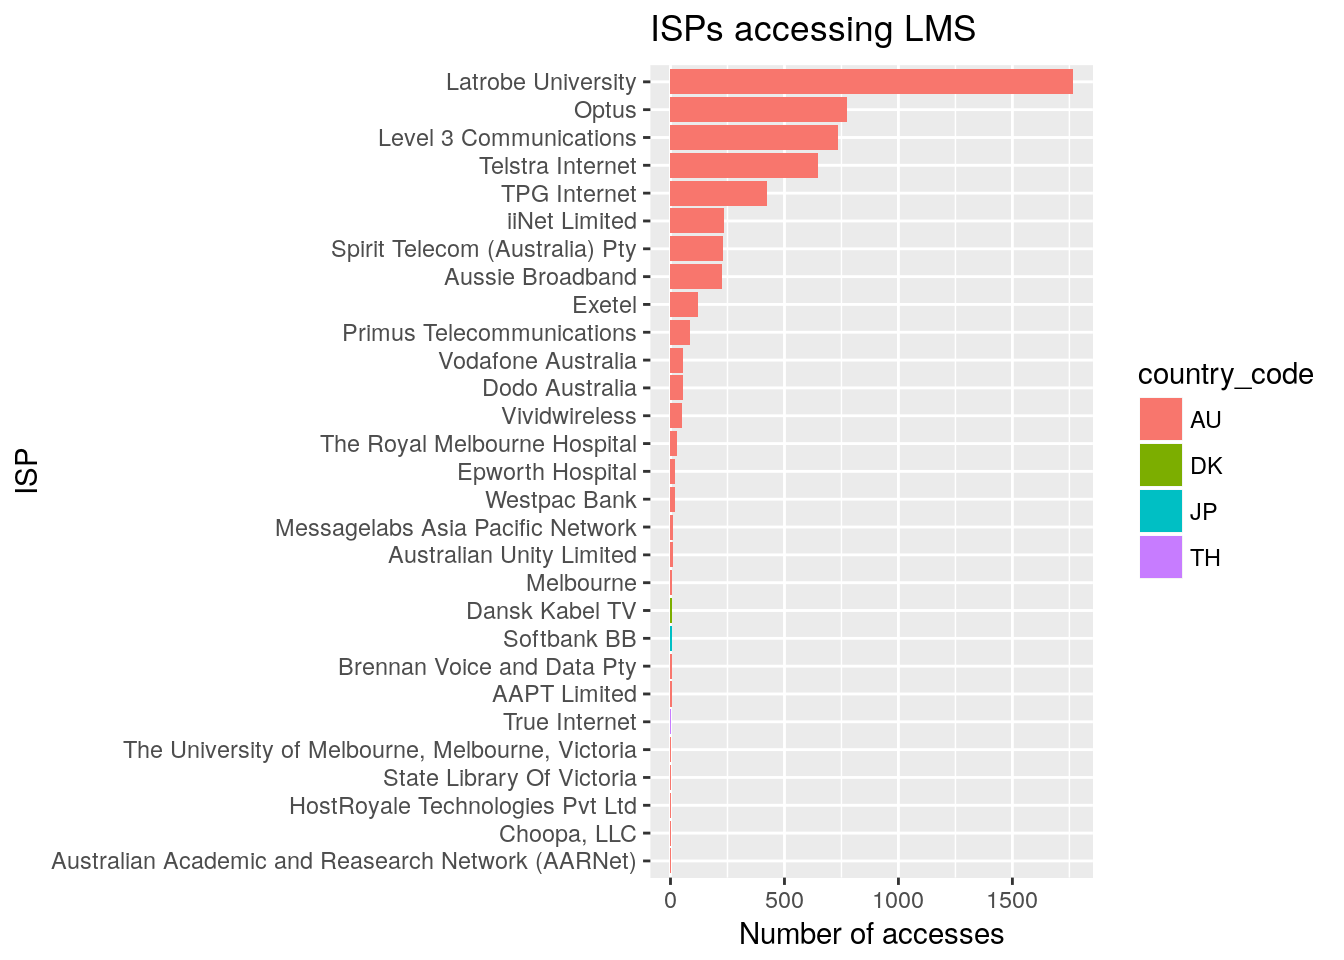 ISPs accessing LMS
Latrobe University
Optus
Level 3 Communications
Telstra Internet
TPG Internet
iiNet Limited
Spirit Telecom (Australia) Pty
Aussie Broadband
Exetel
Primus Telecommunications
Vodafone Australia
Dodo Australia
Vividwireless
The Royal Melbourne Hospital
Epworth Hospital
Westpac Bank
Messagelabs Asia Pacific Network
Australian Unity Limited
Melbourne
Dansk Kabel TV
Softbank BB
Brennan Voice and Data Pty
AAPT Limited
True Internet
The University of Melbourne, Melbourne, Victoria
State Library Of Victoria
HostRoyale Technologies Pvt Ltd
Choopa, LLC
Australian Academic and Reasearch Network (AARNet)
ISP
0 500 1000 1500
Number of accesses
country_code
AU
DK
JP
TH